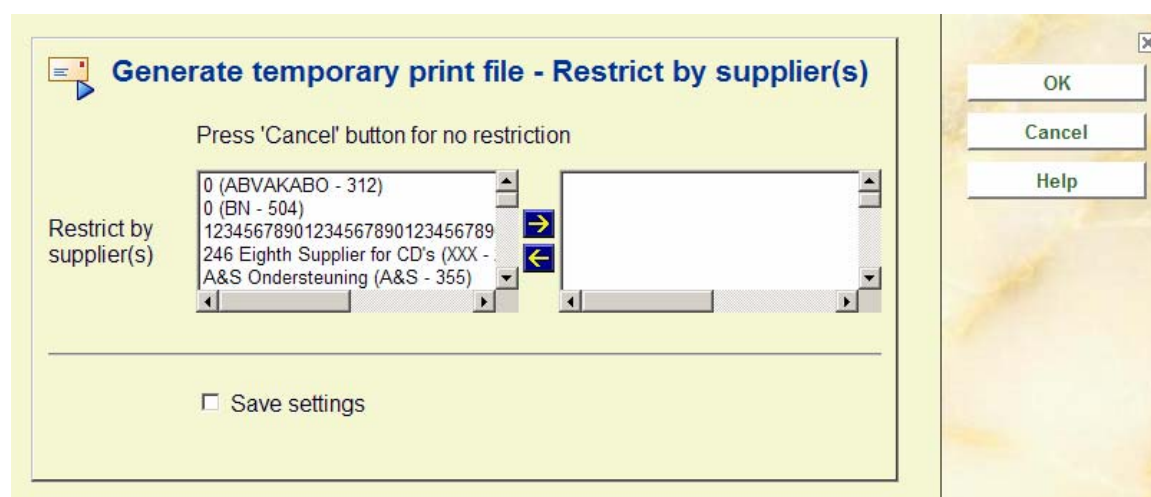 Generate temporary print file - Restrict by supplier(s)
OK
Press 'Cancel' button for no restriction
Cancel
Help
Restrict by
supplier(s)
0 (ABVAKABO - 312)
0 (BN - 504)
123456789012345678901234567890123456789
246 Eighth Supplier for CD's (XXX -
A&S Ondersteuning (A&S - 355)
Save settings